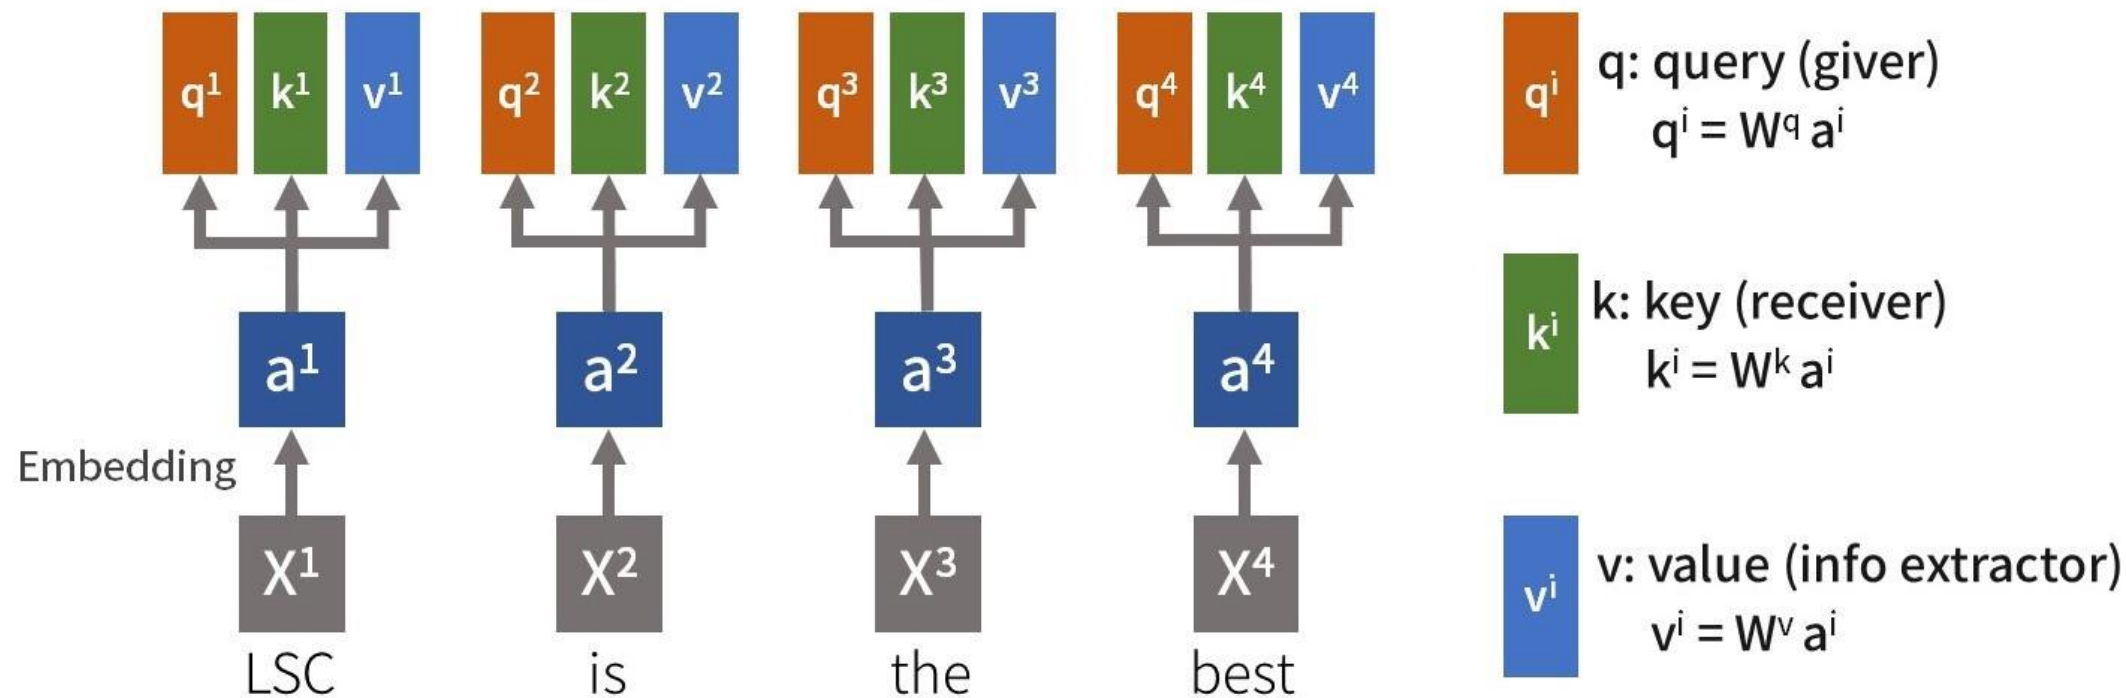 q¹ k¹ v¹ q² k² v² q³ k³ v³ q⁴ k⁴ v⁴
a¹ a² a³ a⁴
Embedding
X¹ X² X³ X⁴
LSC is the best
qⁱ
q: query (giver)
qⁱ = W^q aⁱ
kⁱ
k: key (receiver)
kⁱ = Wᵏ aⁱ
vⁱ
v: value (info extractor)
vⁱ = Wᵛ aⁱ